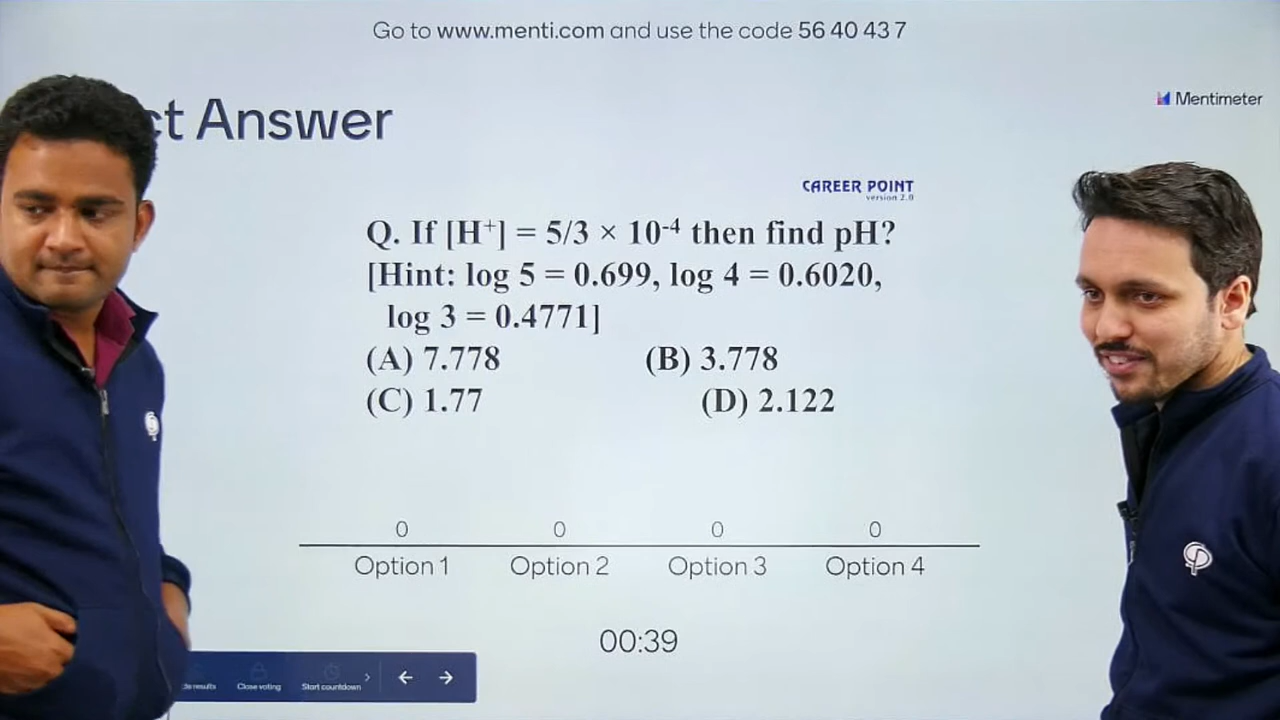 Go to www.menti.com and use the code 56 40 43 7
Answer
Mentimeter
CAREER POINT
version 2.0
Q. If [H⁺] = 5/3 × 10⁻⁴ then find pH?
[Hint: log 5 = 0.699, log 4 = 0.6020,
log 3 = 0.4771]
(A) 7.778 (B) 3.778
(C) 1.77 (D) 2.122
0 0 0 0
Option 1 Option 2 Option 3 Option 4
00:39
results Close voting Start countdown